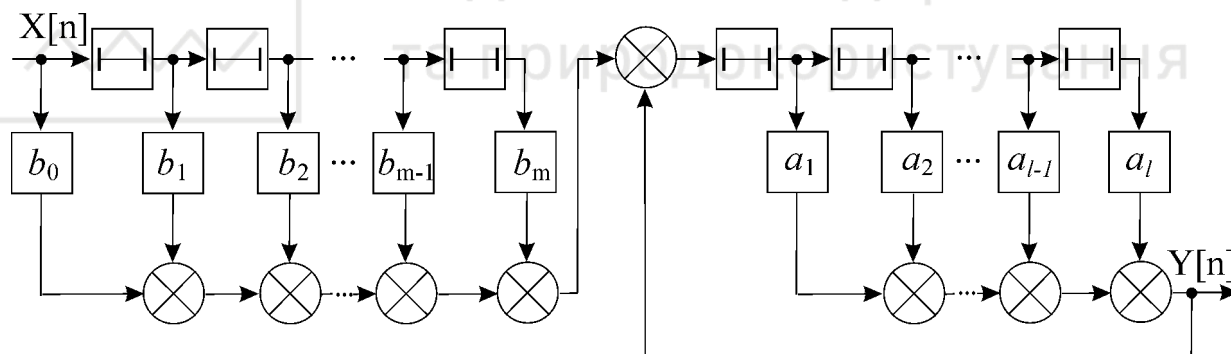 X[n]
та природокористування
... ...
b₀ b₁ b₂ ... bₘ₋₁ bₘ a₁ a₂ ... aₗ₋₁ aₗ
... ...
Y[n]